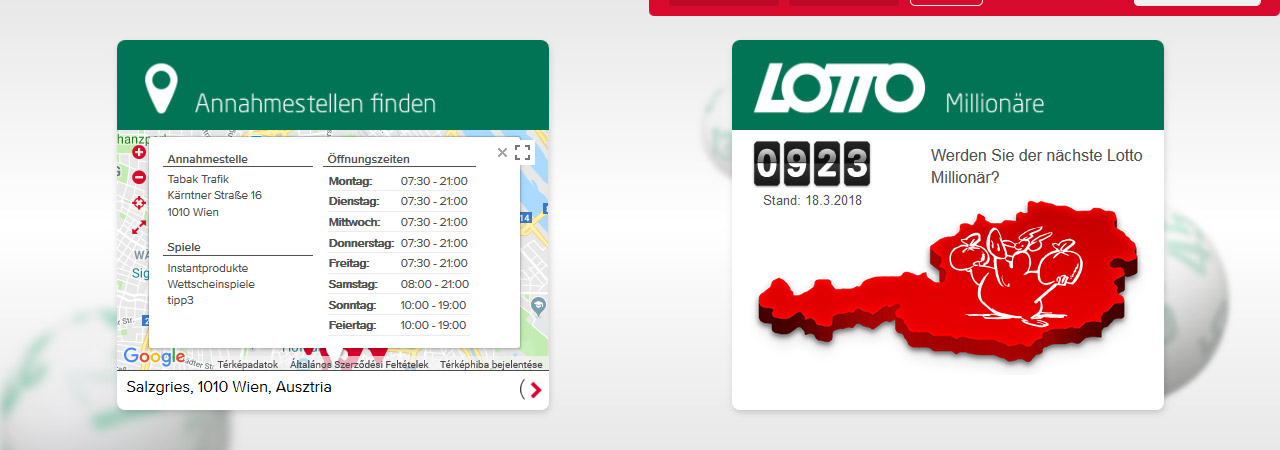 Annahmestellen finden
Annahmestelle
Tabak Trafik
Kärntner Straße 16
1010 Wien
Spiele
Instantprodukte
Wettscheinspiele
tipp3
Öffnungszeiten
Montag: 07:30 - 21:00
Dienstag: 07:30 - 21:00
Mittwoch: 07:30 - 21:00
Donnerstag: 07:30 - 21:00
Freitag: 07:30 - 21:00
Samstag: 08:00 - 21:00
Sonntag: 10:00 - 19:00
Feiertag: 10:00 - 19:00
14
Google
Térképadatok Általános Szerződési Feltételek Térképhiba bejelentése
Salzgries, 1010 Wien, Ausztria
LOTTO Millionäre
0923
Stand: 18.3.2018
Werden Sie der nächste Lotto
Millionär?